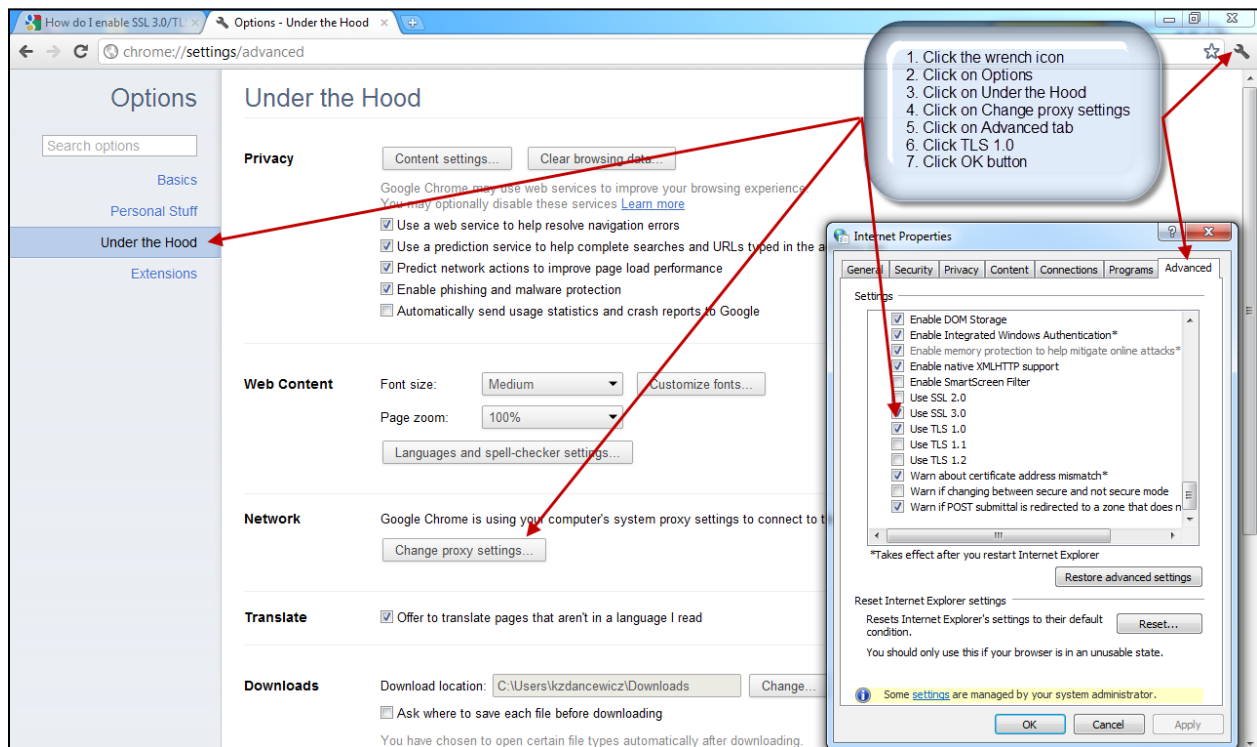 How do I enable SSL 3.0/TL
Options - Under the Hood
chrome://settings/advanced
1. Click the wrench icon
2. Click on Options
3. Click on Under the Hood
4. Click on Change proxy settings
5. Click on Advanced tab
6. Click TLS 1.0
7. Click OK button
Options
Search options
Basics
Personal Stuff
Under the Hood
Extensions
Under the Hood
Privacy
Content settings...
Clear browsing data...
Google Chrome may use web services to improve your browsing experience.
You may optionally disable these services Learn more
Use a web service to help resolve navigation errors
Use a prediction service to help complete searches and URLs typed in the a
Predict network actions to improve page load performance
Enable phishing and malware protection
Automatically send usage statistics and crash reports to Google
Web Content
Font size: Medium
Customize fonts...
Page zoom: 100%
Languages and spell-checker settings...
Network
Google Chrome is using your computer's system proxy settings to connect to t
Change proxy settings...
Translate
Offer to translate pages that aren't in a language I read
Downloads
Download location: C:\Users\kzdancewicz\Downloads
Change...
Ask where to save each file before downloading
You have chosen to open certain file types automatically after downloading.
Internet Properties
General Security Privacy Content Connections Programs Advanced
Settings
Enable DOM Storage
Enable Integrated Windows Authentication*
Enable memory protection to help mitigate online attacks*
Enable native XMLHTTP support
Enable SmartScreen Filter
Use SSL 2.0
Use SSL 3.0
Use TLS 1.0
Use TLS 1.1
Use TLS 1.2
Warn about certificate address mismatch*
Warn if changing between secure and not secure mode
Warn if POST submittal is redirected to a zone that does n
*Takes effect after you restart Internet Explorer
Restore advanced settings
Reset Internet Explorer settings
Resets Internet Explorer's settings to their default
condition.
Reset...
You should only use this if your browser is in an unusable state.
Some settings are managed by your system administrator.
OK
Cancel
Apply